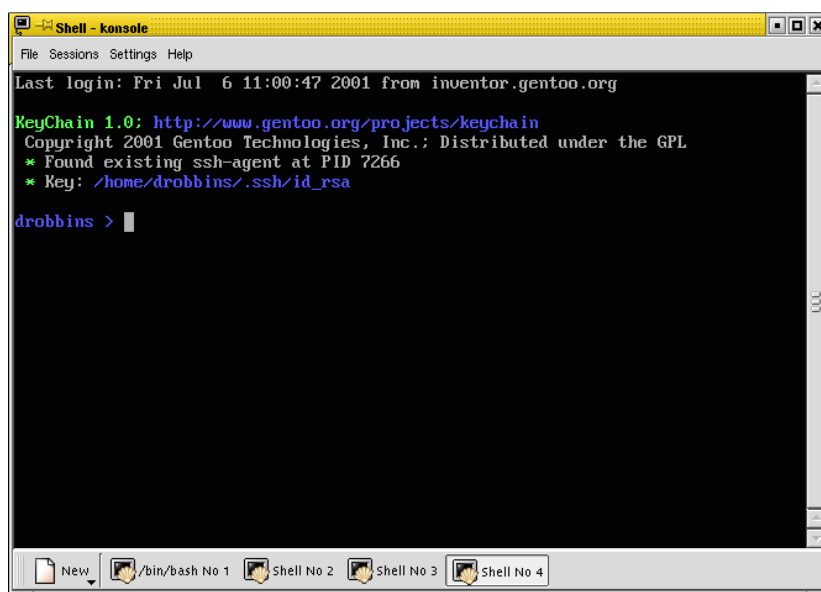 Shell - konsole
File Sessions Settings Help
Last login: Fri Jul  6 11:00:47 2001 from inventor.gentoo.org
KeyChain 1.0; http://www.gentoo.org/projects/keychain
Copyright 2001 Gentoo Technologies, Inc.; Distributed under the GPL
* Found existing ssh-agent at PID 7266
* Key: /home/drobbins/.ssh/id_rsa
drobbins >
New /bin/bash No 1 Shell No 2 Shell No 3 Shell No 4